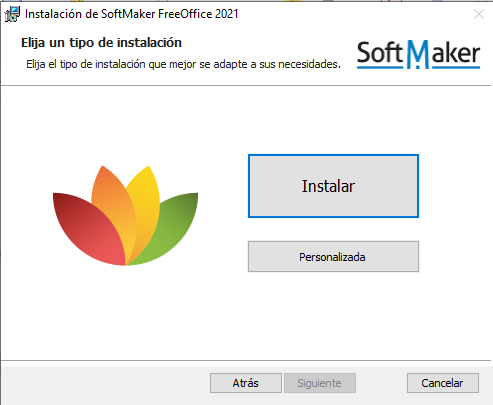 Instalación de SoftMaker FreeOffice 2021
Elija un tipo de instalación
Elija el tipo de instalación que mejor se adapte a sus necesidades.
SoftMaker
Instalar
Personalizada
Atrás
Siguiente
Cancelar